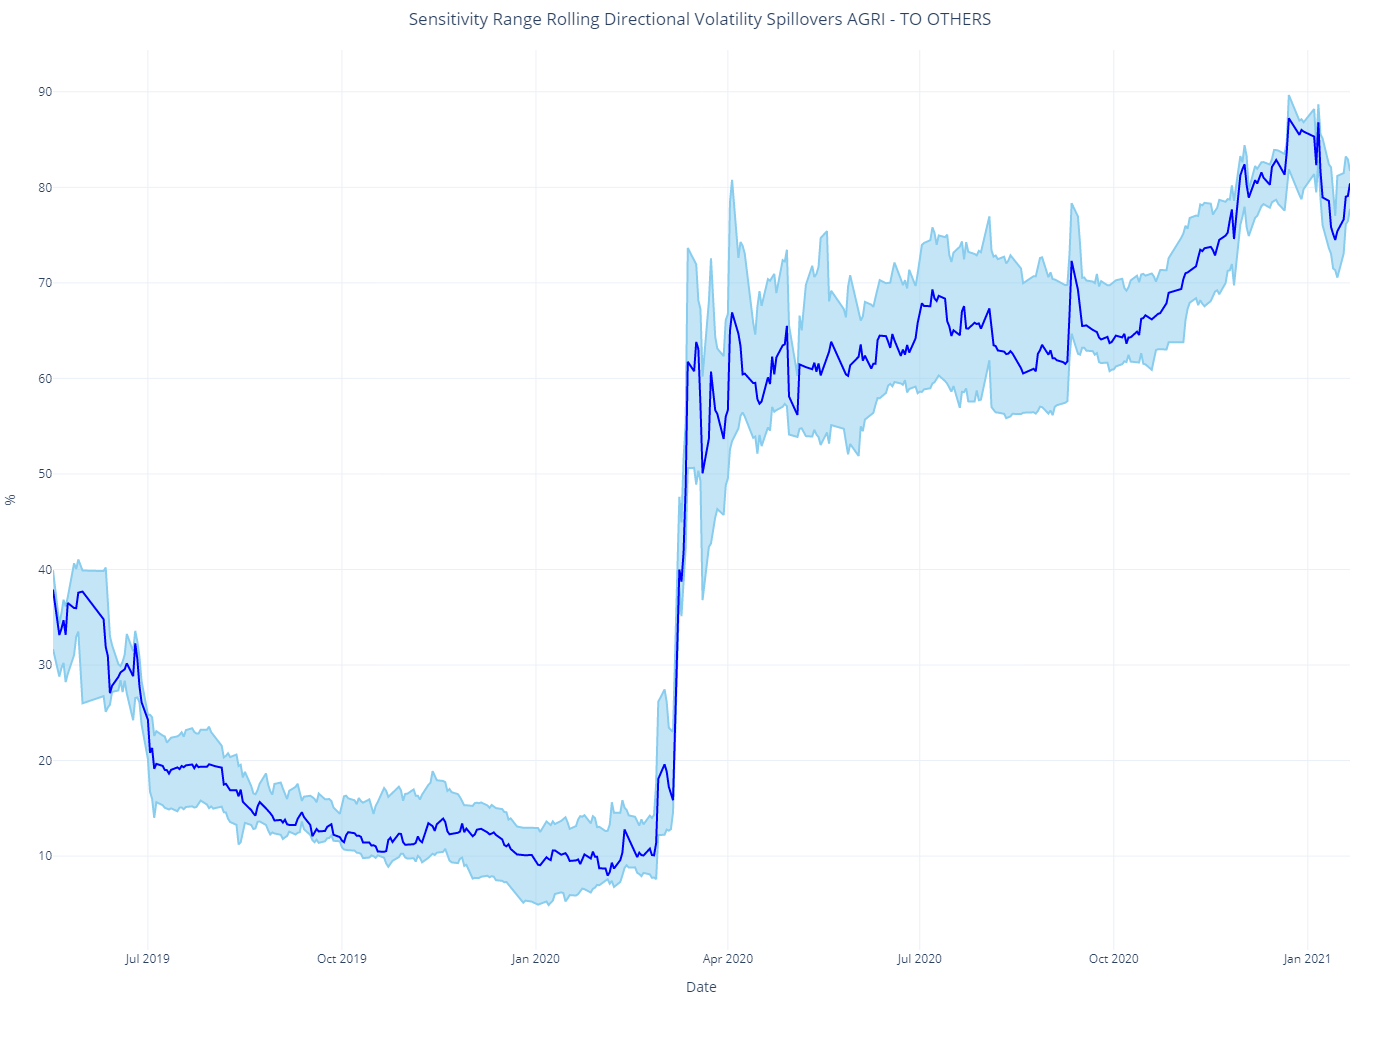 Sensitivity Range Rolling Directional Volatility Spillovers AGRI - TO OTHERS
90
80
70
60
50
40
30
20
10
%
Jul 2019
Oct 2019
Jan 2020
Apr 2020
Jul 2020
Oct 2020
Jan 2021
Date